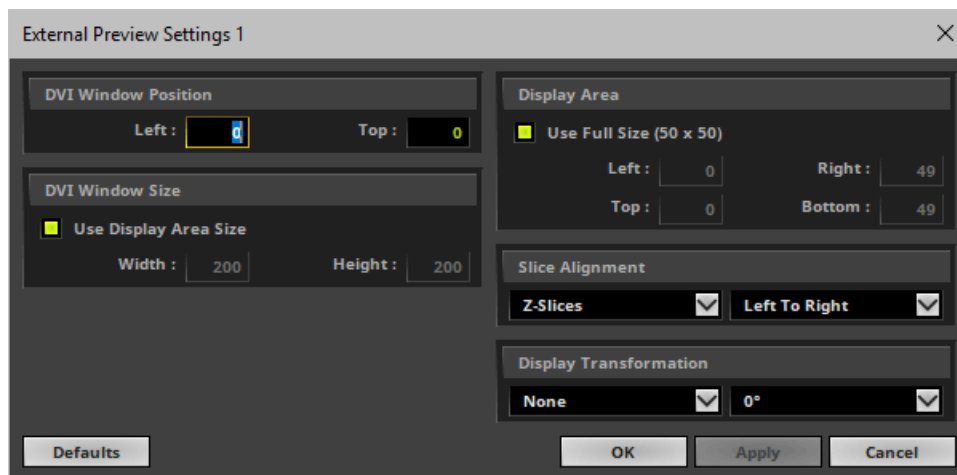 External Preview Settings 1
DVI Window Position
Left : 0 Top : 0
DVI Window Size
Use Display Area Size
Width : 200 Height : 200
Display Area
Use Full Size (50 x 50)
Left : 0 Right : 49
Top : 0 Bottom : 49
Slice Alignment
Z-Slices Left To Right
Display Transformation
None 0°
Defaults OK Apply Cancel